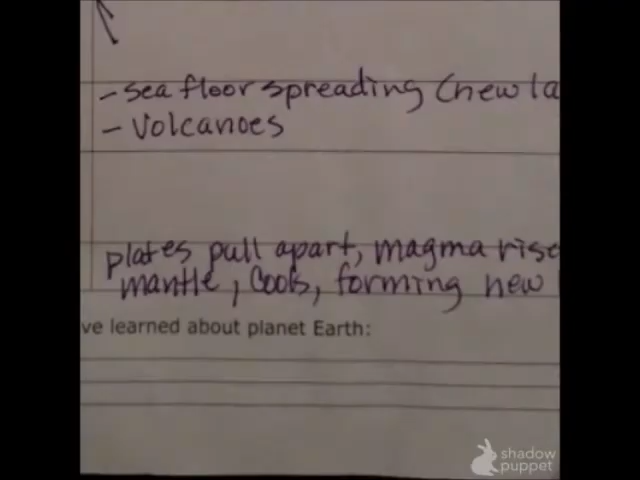 - sea floor spreading (new la
- Volcanoes
plates pull apart, magma rise
mantle, cools, forming new
ve learned about planet Earth:
shadow
puppet